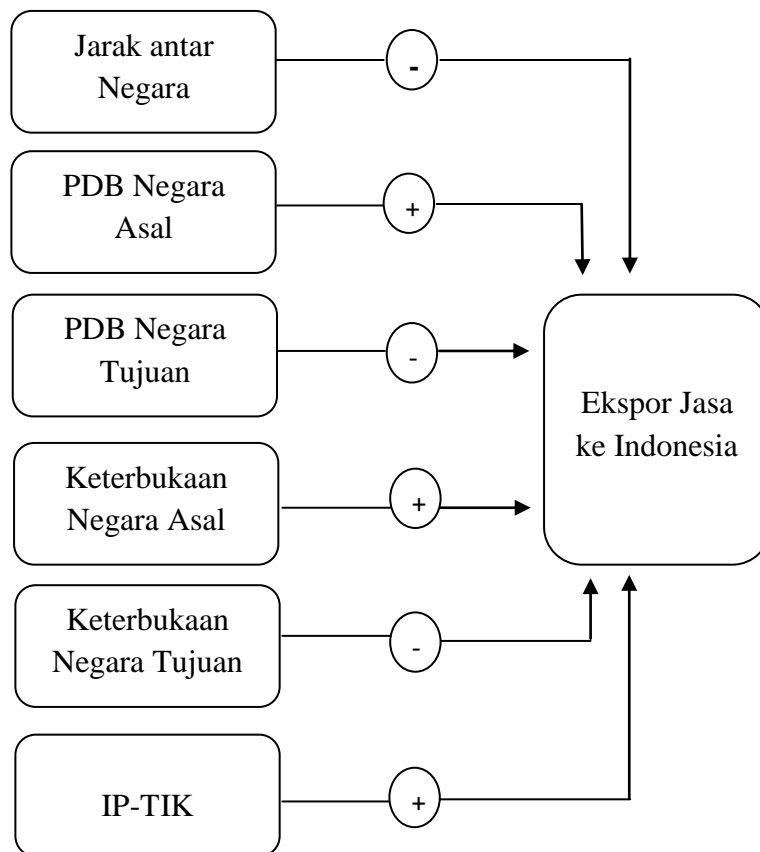 Jarak antar
Negara
-
PDB Negara
Asal
+
PDB Negara
Tujuan
-
Ekspor Jasa
ke Indonesia
Keterbukaan
Negara Asal
+
Keterbukaan
Negara Tujuan
-
IP-TIK
+